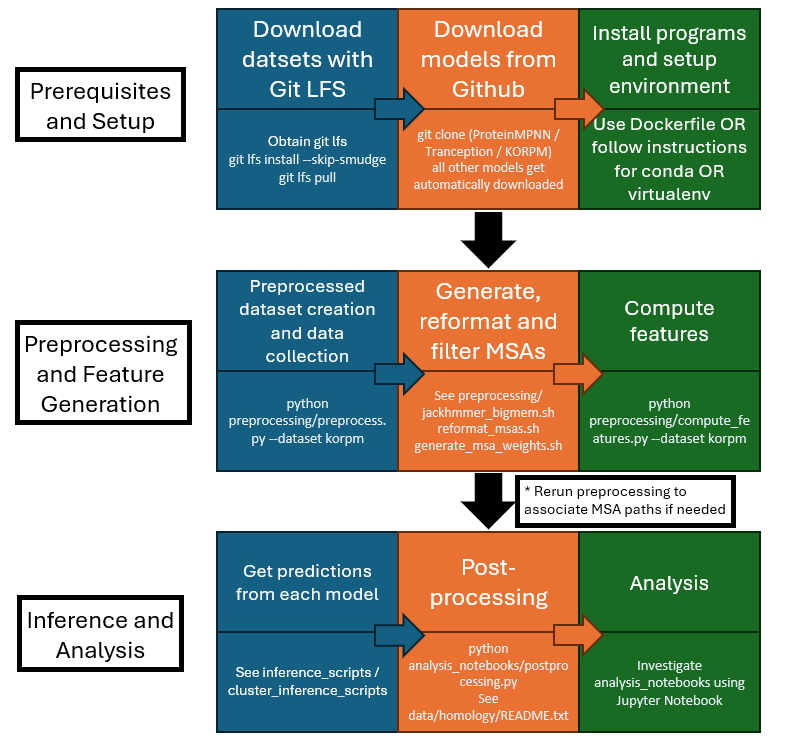 Prerequisites
and Setup
Download
datsets with
Git LFS
Obtain git lfs
git lfs install --skip-smudge
git lfs pull
Download
models from
Github
git clone (ProteinMPNN /
Tranception / KORPM)
all other models get
automatically downloaded
Install programs
and setup
environment
Use Dockerfile OR
follow instructions
for conda OR
virtualenv
Preprocessing
and Feature
Generation
Preprocessed
dataset creation
and data
collection
python
preprocessing/preprocess.
py --dataset korpm
Generate,
reformat and
filter MSAs
See preprocessing/
jackhmmer_bigmem.sh
reformat_msas.sh
generate_msa_weights.sh
Compute
features
python
preprocessing/compute_fe
atures.py --dataset korpm
* Rerun preprocessing to
associate MSA paths if needed
Inference and
Analysis
Get predictions
from each model
See inference_scripts /
cluster_inference_scripts
Post-
processing
python
analysis_notebooks/postpro
cessing.py
See
data/homology/README.txt
Analysis
Investigate
analysis_notebooks using
Jupyter Notebook